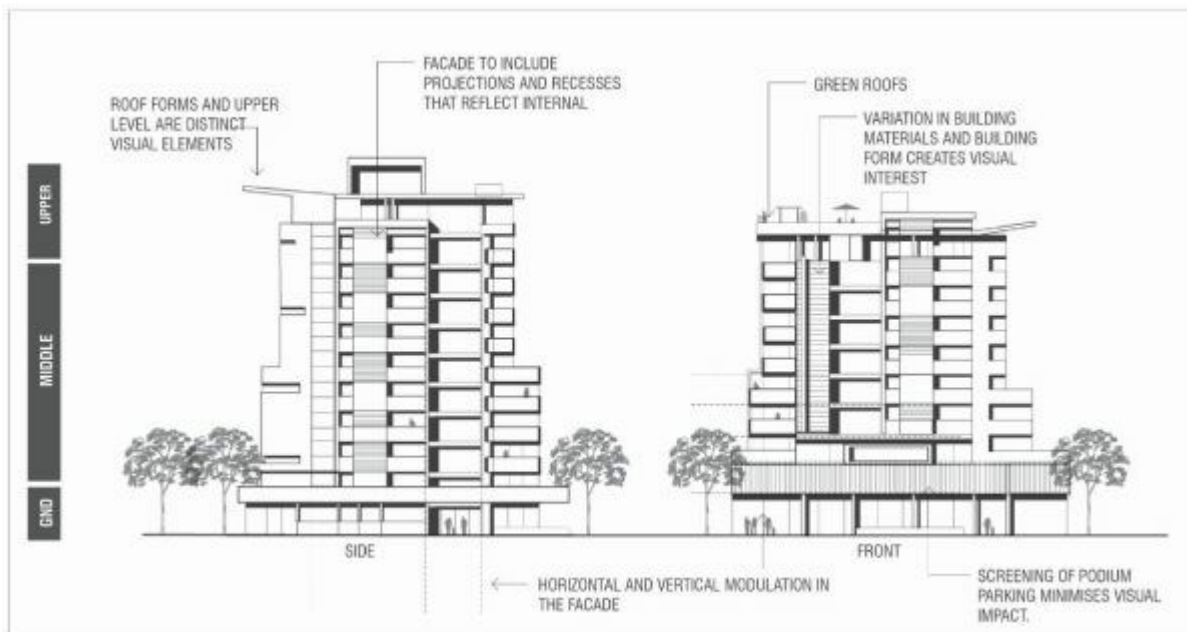 FACADE TO INCLUDE
PROJECTIONS AND RECESSES
THAT REFLECT INTERNAL
ROOF FORMS AND UPPER
LEVEL ARE DISTINCT
VISUAL ELEMENTS
GREEN ROOFS
VARIATION IN BUILDING
MATERIALS AND BUILDING
FORM CREATES VISUAL
INTEREST
UPPER
MIDDLE
GND
SIDE
FRONT
HORIZONTAL AND VERTICAL MODULATION IN
THE FACADE
SCREENING OF PODIUM
PARKING MINIMISES VISUAL
IMPACT.